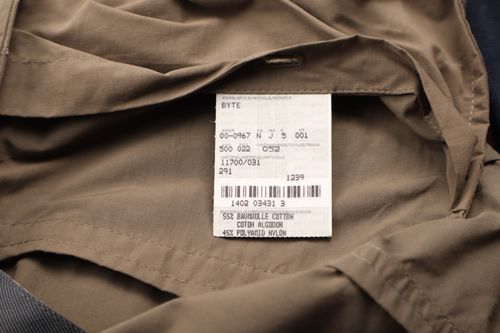 BYTE
00-0967 N J 5 001
500 022 052
11700/031
291
1239
1402 03431 3
55% BAUMWOLLE COTTON
COTON ALGODON
45% POLYAMID NYLON